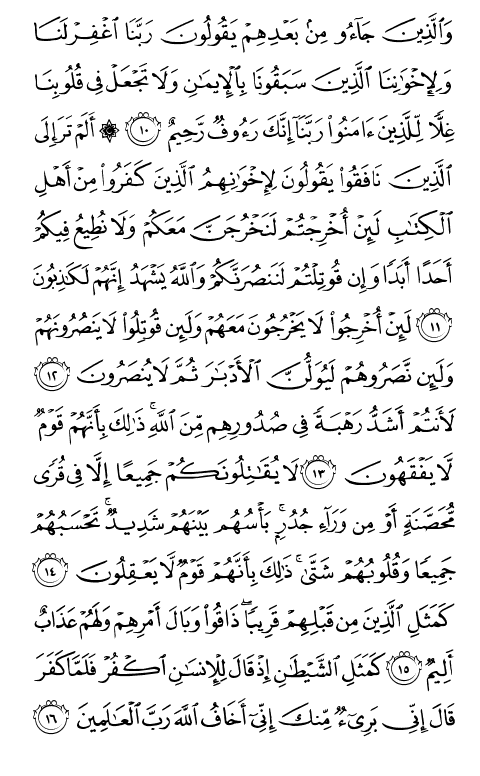 وَٱلَّذِينَ جَآءُو مِنۢ بَعۡدِهِمۡ يَقُولُونَ رَبَّنَا ٱغۡفِرۡ لَنَا
وَلِإِخۡوَٰنِنَا ٱلَّذِينَ سَبَقُونَا بِٱلۡإِيمَٰنِ وَلَا تَجۡعَلۡ فِي قُلُوبِنَا
غِلّٗا لِّلَّذِينَ ءَامَنُواْ رَبَّنَآ إِنَّكَ رَءُوفٞ رَّحِيمٌ ١٠ ۞ أَلَمۡ تَرَ إِلَى
ٱلَّذِينَ نَافَقُواْ يَقُولُونَ لِإِخۡوَٰنِهِمُ ٱلَّذِينَ كَفَرُواْ مِنۡ أَهۡلِ
ٱلۡكِتَٰبِ لَئِنۡ أُخۡرِجۡتُمۡ لَنَخۡرُجَنَّ مَعَكُمۡ وَلَا نُطِيعُ فِيكُمۡ
أَحَدًا أَبَدٗا وَإِن قُوتِلۡتُمۡ لَنَنصُرَنَّكُمۡ وَٱللَّهُ يَشۡهَدُ إِنَّهُمۡ لَكَٰذِبُونَ
١١ لَئِنۡ أُخۡرِجُواْ لَا يَخۡرُجُونَ مَعَهُمۡ وَلَئِن قُوتِلُواْ لَا يَنصُرُونَهُمۡ
وَلَئِن نَّصَرُوهُمۡ لَيُوَلُّنَّ ٱلۡأَدۡبَٰرَ ثُمَّ لَا يُنصَرُونَ ١٢
لَأَنتُمۡ أَشَدُّ رَهۡبَةٗ فِي صُدُورِهِم مِّنَ ٱللَّهِۚ ذَٰلِكَ بِأَنَّهُمۡ قَوۡمٞ
لَّا يَفۡقَهُونَ ١٣ لَا يُقَٰتِلُونَكُمۡ جَمِيعًا إِلَّا فِي قُرٗى
مُّحَصَّنَةٍ أَوۡ مِن وَرَآءِ جُدُرِۭۚ بَأۡسُهُم بَيۡنَهُمۡ شَدِيدٞۚ تَحۡسَبُهُمۡ
جَمِيعٗا وَقُلُوبُهُمۡ شَتَّىٰۚ ذَٰلِكَ بِأَنَّهُمۡ قَوۡمٞ لَّا يَعۡقِلُونَ ١٤
كَمَثَلِ ٱلَّذِينَ مِن قَبۡلِهِمۡ قَرِيبٗاۖ ذَاقُواْ وَبَالَ أَمۡرِهِمۡ وَلَهُمۡ عَذَابٌ
أَلِيمٞ ١٥ كَمَثَلِ ٱلشَّيۡطَٰنِ إِذۡ قَالَ لِلۡإِنسَٰنِ ٱكۡفُرۡ فَلَمَّا كَفَرَ
قَالَ إِنِّي بَرِيٓءٞ مِّنكَ إِنِّيٓ أَخَافُ ٱللَّهَ رَبَّ ٱلۡعَٰلَمِينَ ١٦